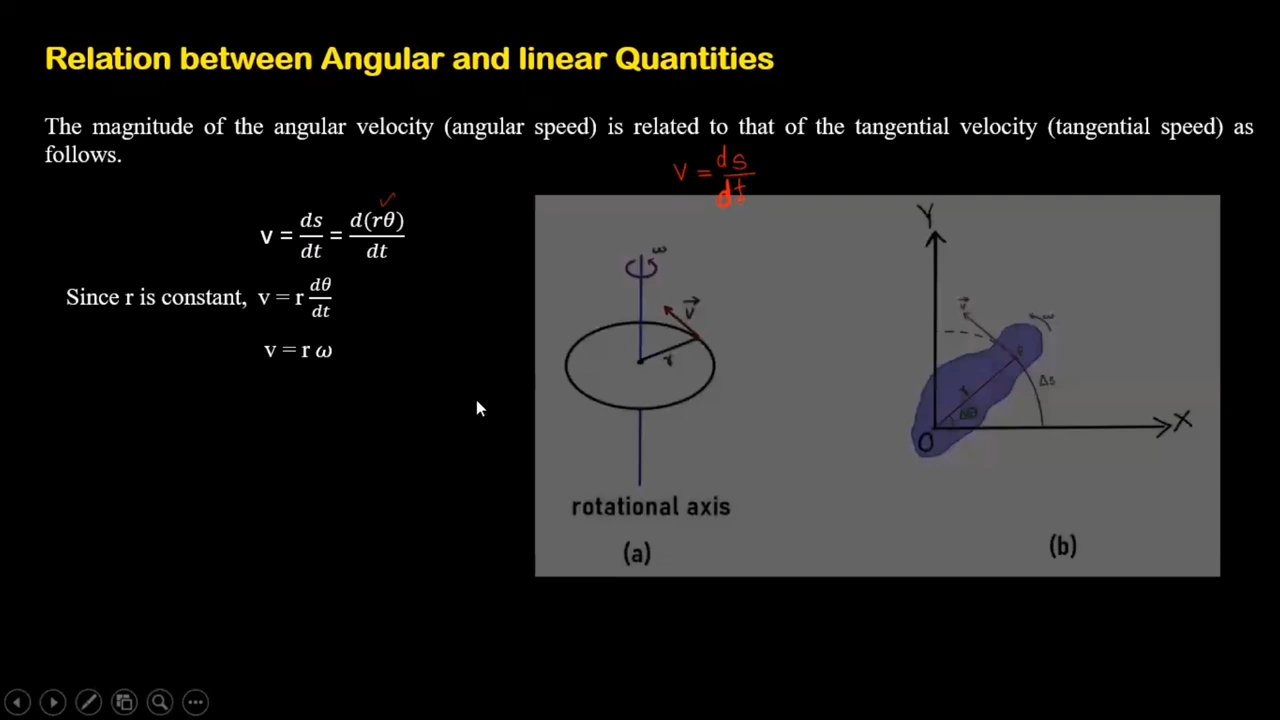 Relation between Angular and linear Quantities
The magnitude of the angular velocity (angular speed) is related to that of the tangential velocity (tangential speed) as
follows.
v = ds/dt
v = ds/dt = d(rθ)/dt
Since r is constant, v = r dθ/dt
v = r ω
ω
v⃗
r
rotational axis
(a)
Y
v⃗
ω
Δs
r
Δθ
O
X
(b)